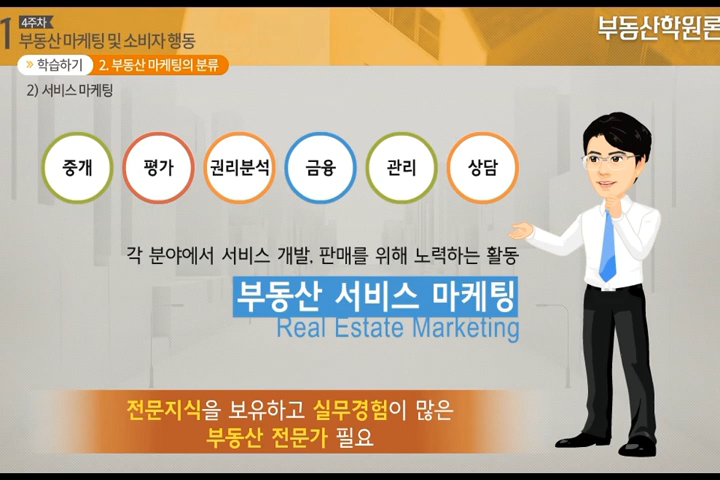 1
4주차
부동산 마케팅 및 소비자 행동
부동산학원론
» 학습하기
2. 부동산 마케팅의 분류
2) 서비스 마케팅
중개
평가
권리분석
금융
관리
상담
각 분야에서 서비스 개발, 판매를 위해 노력하는 활동
부동산 서비스 마케팅
Real Estate Marketing
전문지식을 보유하고 실무경험이 많은
부동산 전문가 필요